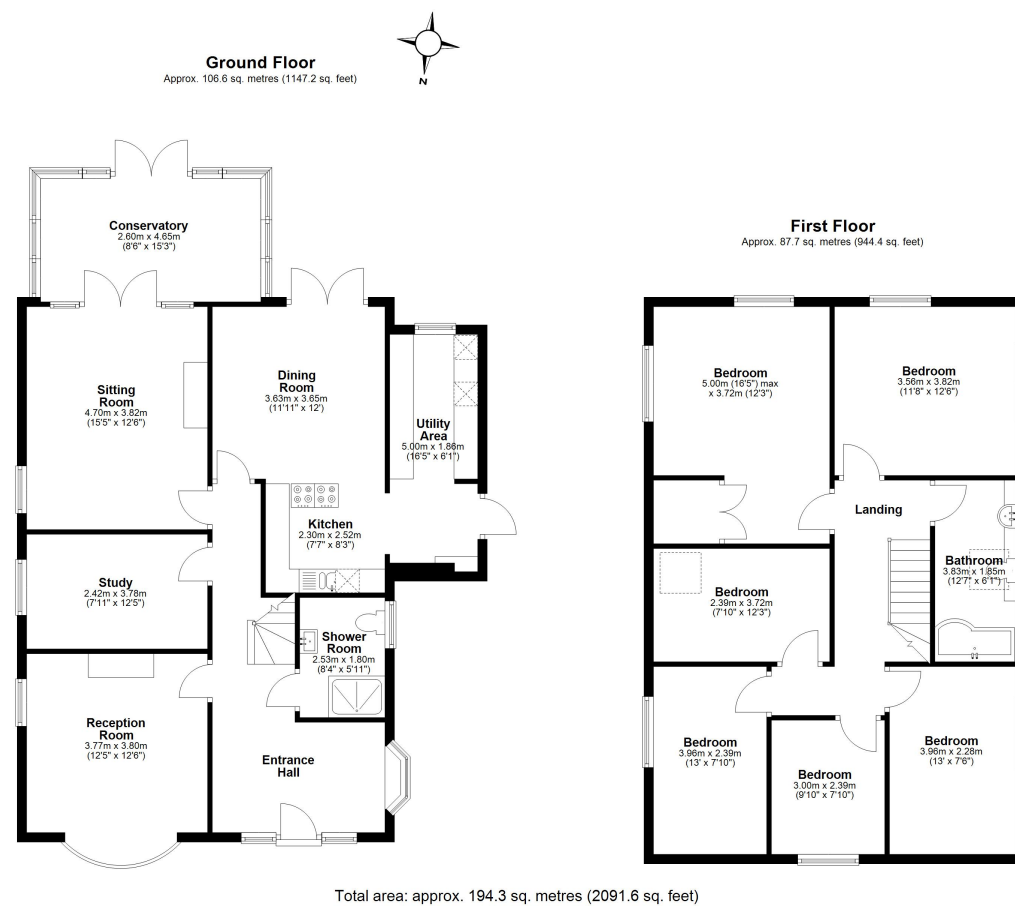 Ground Floor
Approx. 106.6 sq. metres (1147.2 sq. feet)
N
Conservatory
2.60m x 4.65m
(8'6" x 15'3")
Sitting
Room
4.70m x 3.82m
(15'5" x 12'6")
Dining
Room
3.63m x 3.65m
(11'11" x 12')
Utility
Area
5.00m x 1.86m
(16'5" x 6'1")
Kitchen
2.30m x 2.52m
(7'7" x 8'3")
Study
2.42m x 3.78m
(7'11" x 12'5")
Shower
Room
2.53m x 1.80m
(8'4" x 5'11")
Reception
Room
3.77m x 3.80m
(12'5" x 12'6")
Entrance
Hall
First Floor
Approx. 87.7 sq. metres (944.4 sq. feet)
Bedroom
5.00m (16'5") max
x 3.72m (12'3")
Bedroom
3.56m x 3.82m
(11'8" x 12'6")
Landing
Bathroom
3.83m x 1.85m
(12'7" x 6'1")
Bedroom
2.39m x 3.72m
(7'10" x 12'3")
Bedroom
3.96m x 2.39m
(13' x 7'10")
Bedroom
3.00m x 2.39m
(9'10" x 7'10")
Bedroom
3.96m x 2.28m
(13' x 7'6")
Total area: approx. 194.3 sq. metres (2091.6 sq. feet)